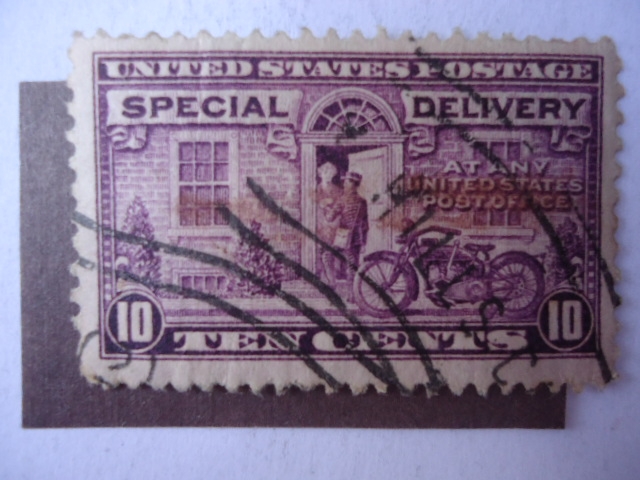 UNITED STATES POSTAGE
SPECIAL DELIVERY
AT ANY
UNITED STATES
POST OFFICE
10 TEN CENTS 10